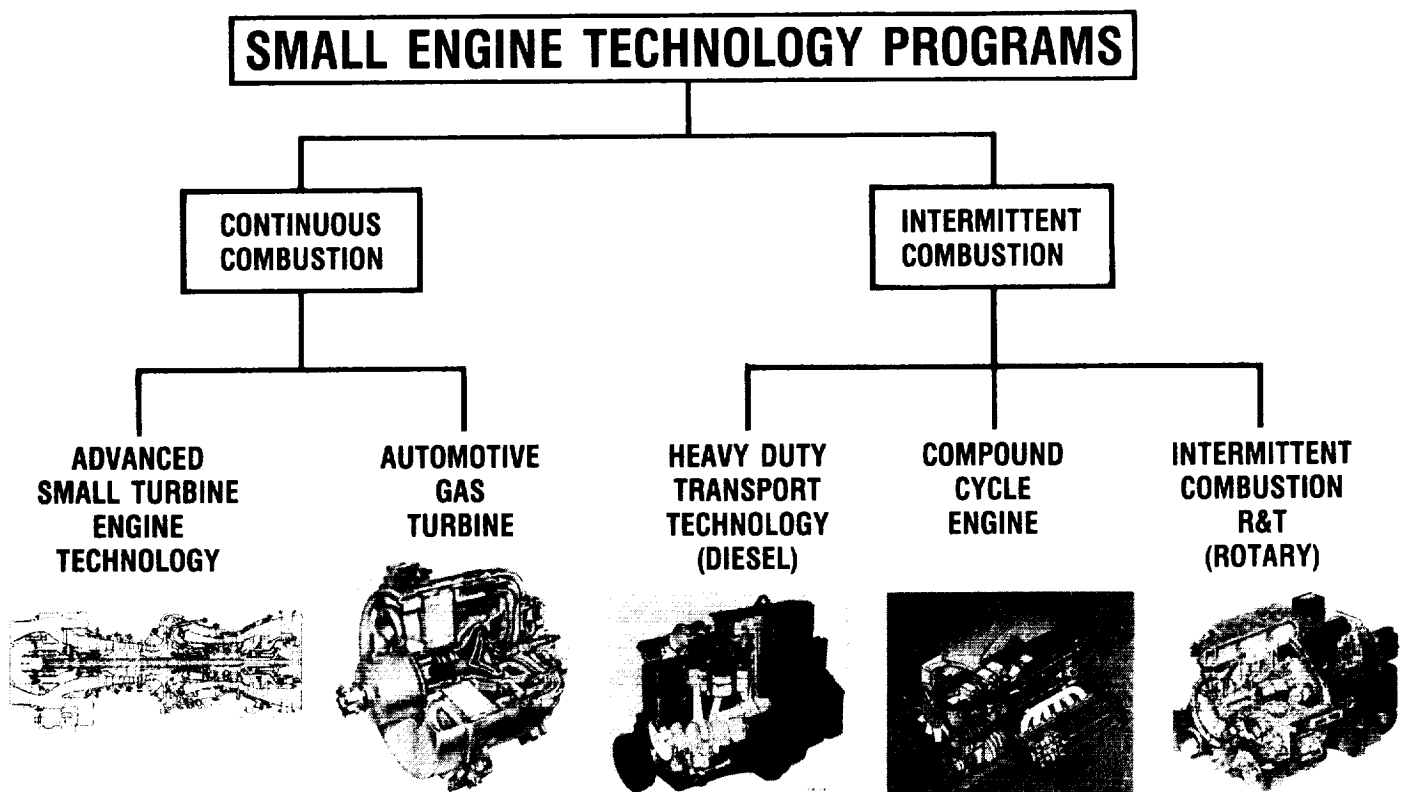 SMALL ENGINE TECHNOLOGY PROGRAMS
CONTINUOUS
COMBUSTION
INTERMITTENT
COMBUSTION
ADVANCED
SMALL TURBINE
ENGINE
TECHNOLOGY
AUTOMOTIVE
GAS
TURBINE
HEAVY DUTY
TRANSPORT
TECHNOLOGY
(DIESEL)
COMPOUND
CYCLE
ENGINE
INTERMITTENT
COMBUSTION
R&T
(ROTARY)